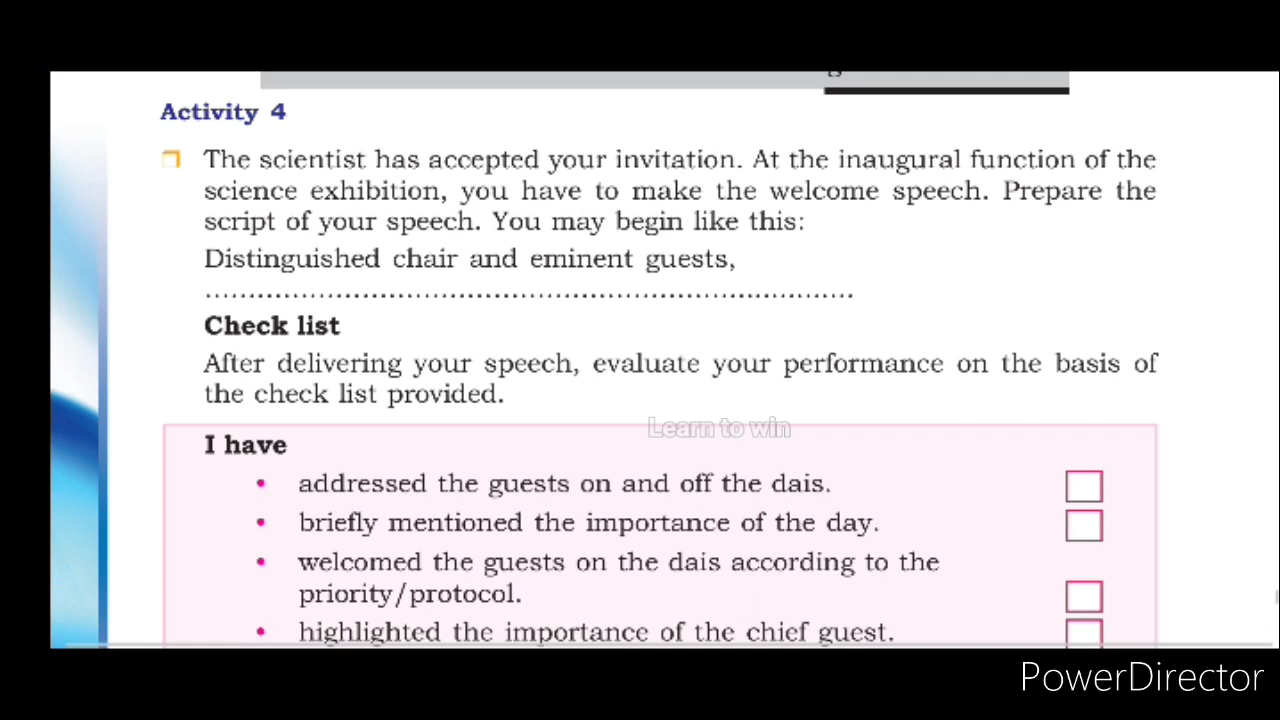 Activity 4
The scientist has accepted your invitation. At the inaugural function of the
science exhibition, you have to make the welcome speech. Prepare the
script of your speech. You may begin like this:
Distinguished chair and eminent guests,
..........................................................................
Check list
After delivering your speech, evaluate your performance on the basis of
the check list provided.
Learn to win
I have
• addressed the guests on and off the dais.
• briefly mentioned the importance of the day.
• welcomed the guests on the dais according to the
priority/protocol.
• highlighted the importance of the chief guest.
PowerDirector